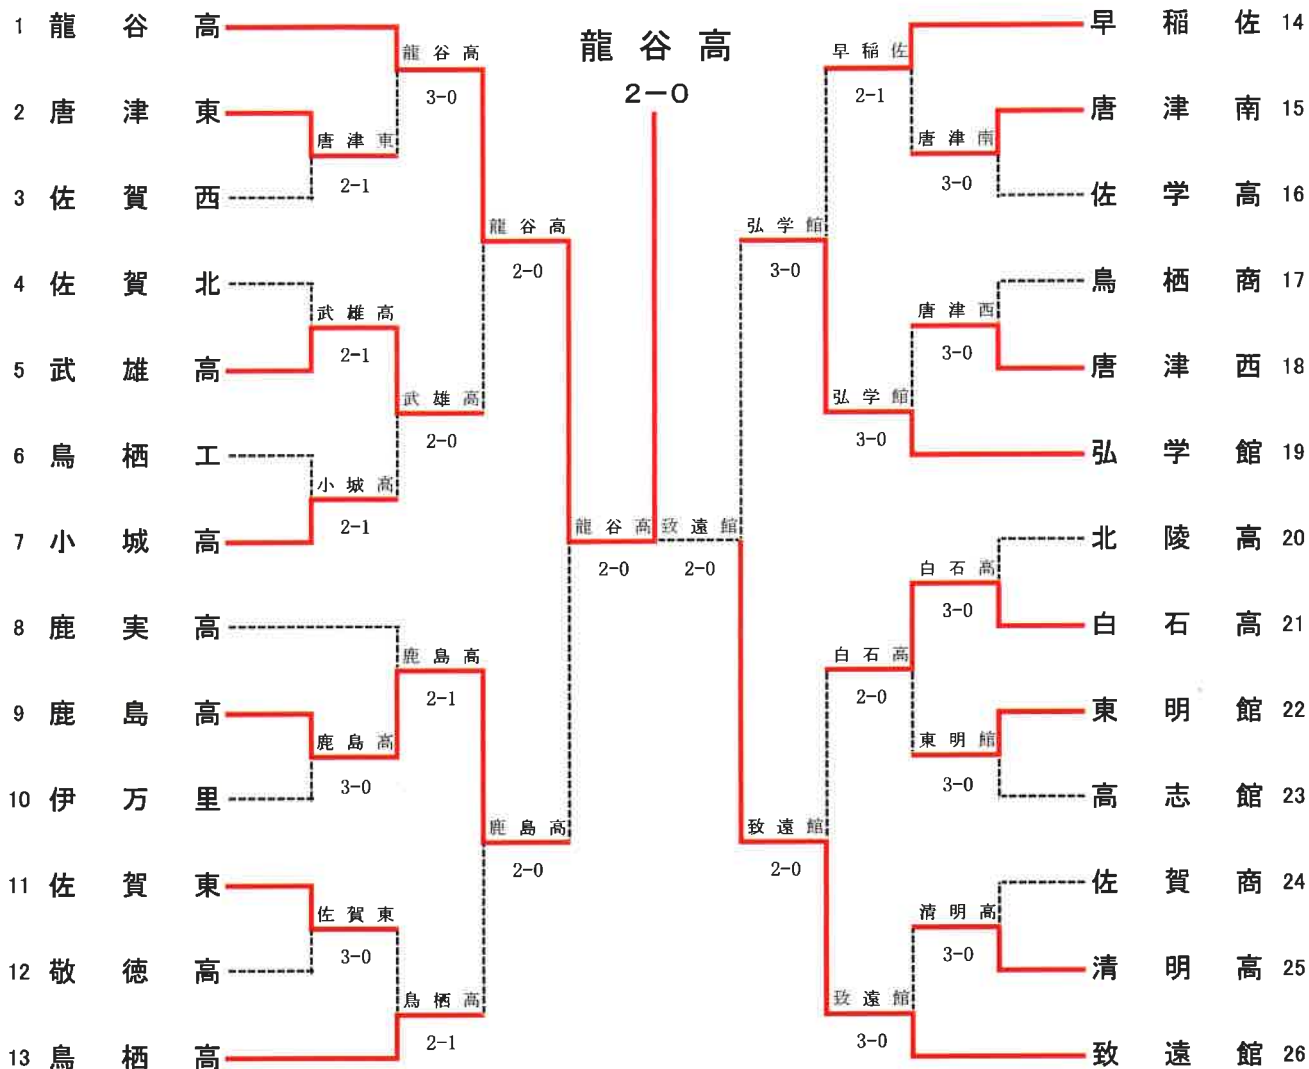 龍谷高
2-0
1 龍谷高
龍谷高
3-0
2 唐津東
唐津東
2-1
3 佐賀西
龍谷高
2-0
4 佐賀北
武雄高
2-1
5 武雄高
武雄高
2-0
6 鳥栖工
小城高
2-1
7 小城高
龍谷高
2-0
8 鹿実高
鹿島高
2-1
9 鹿島高
鹿島高
3-0
10 伊万里
鹿島高
2-0
11 佐賀東
佐賀東
3-0
12 敬徳高
鳥栖高
2-1
13 鳥栖高
早稲佐 14
早稲佐
2-1
唐津南 15
唐津南
3-0
佐学高 16
弘学館
3-0
鳥栖商 17
唐津西
3-0
唐津西 18
弘学館
3-0
弘学館 19
致遠館
2-0
北陵高 20
白石高
3-0
白石高 21
白石高
2-0
東明館 22
東明館
3-0
高志館 23
致遠館
2-0
佐賀商 24
清明高
3-0
清明高 25
致遠館
3-0
致遠館 26